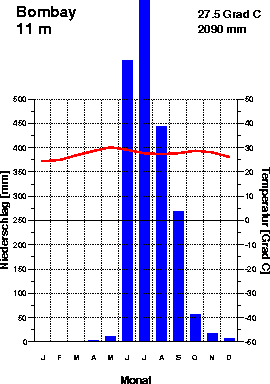 Bombay
27.5 Grad C
11 m
2090 mm
500 50
450 40
400 30
350 20
300 10
250 0
200 -10
150 -20
100 -30
50 -40
0 -50
Niederschlag [mm]
Temperatur [Grad C]
J F M A M J J A S O N D
Monat